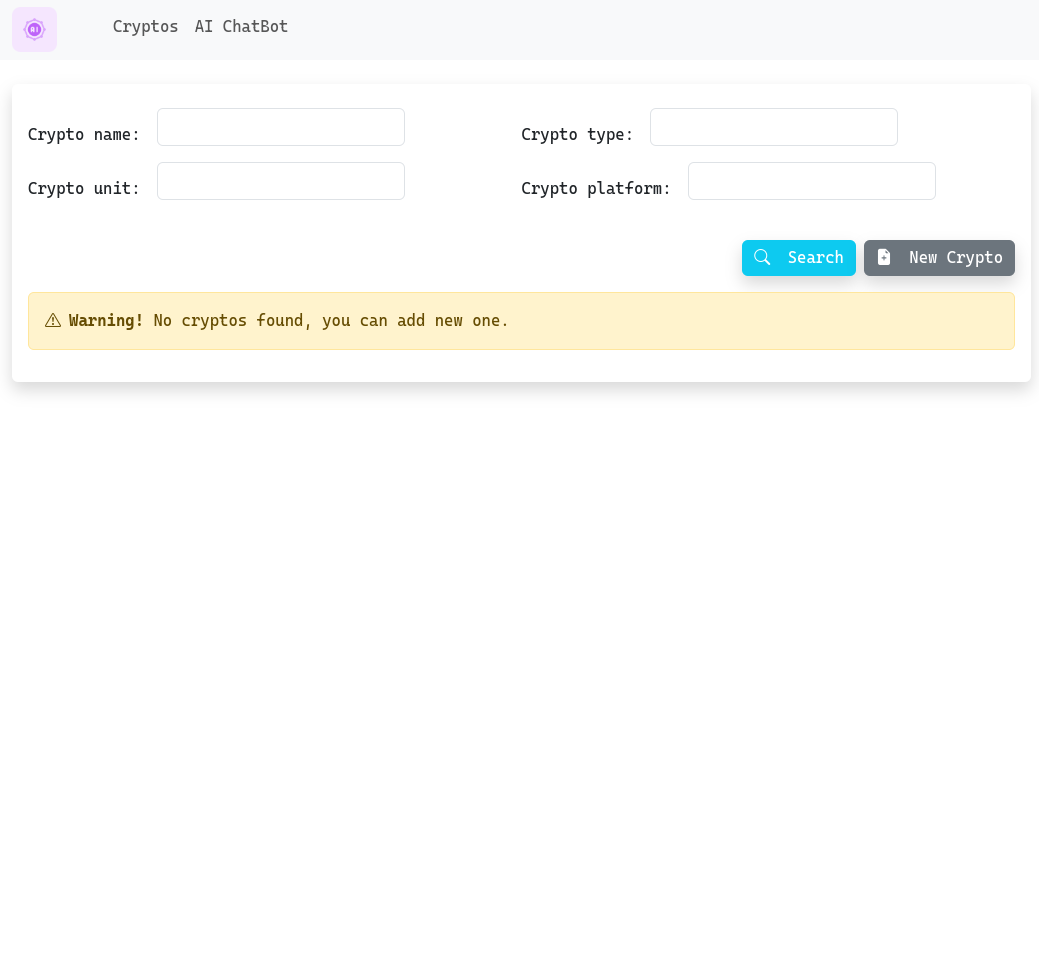 AI
Cryptos AI ChatBot
Crypto name: Crypto type:
Crypto unit: Crypto platform:
Search New Crypto
Warning! No cryptos found, you can add new one.